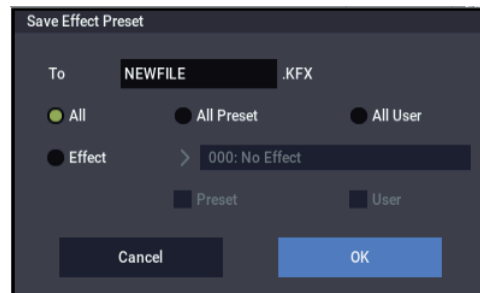 Save Effect Preset
To NEWFILE .KFX
All All Preset All User
Effect 000: No Effect
Preset User
Cancel OK